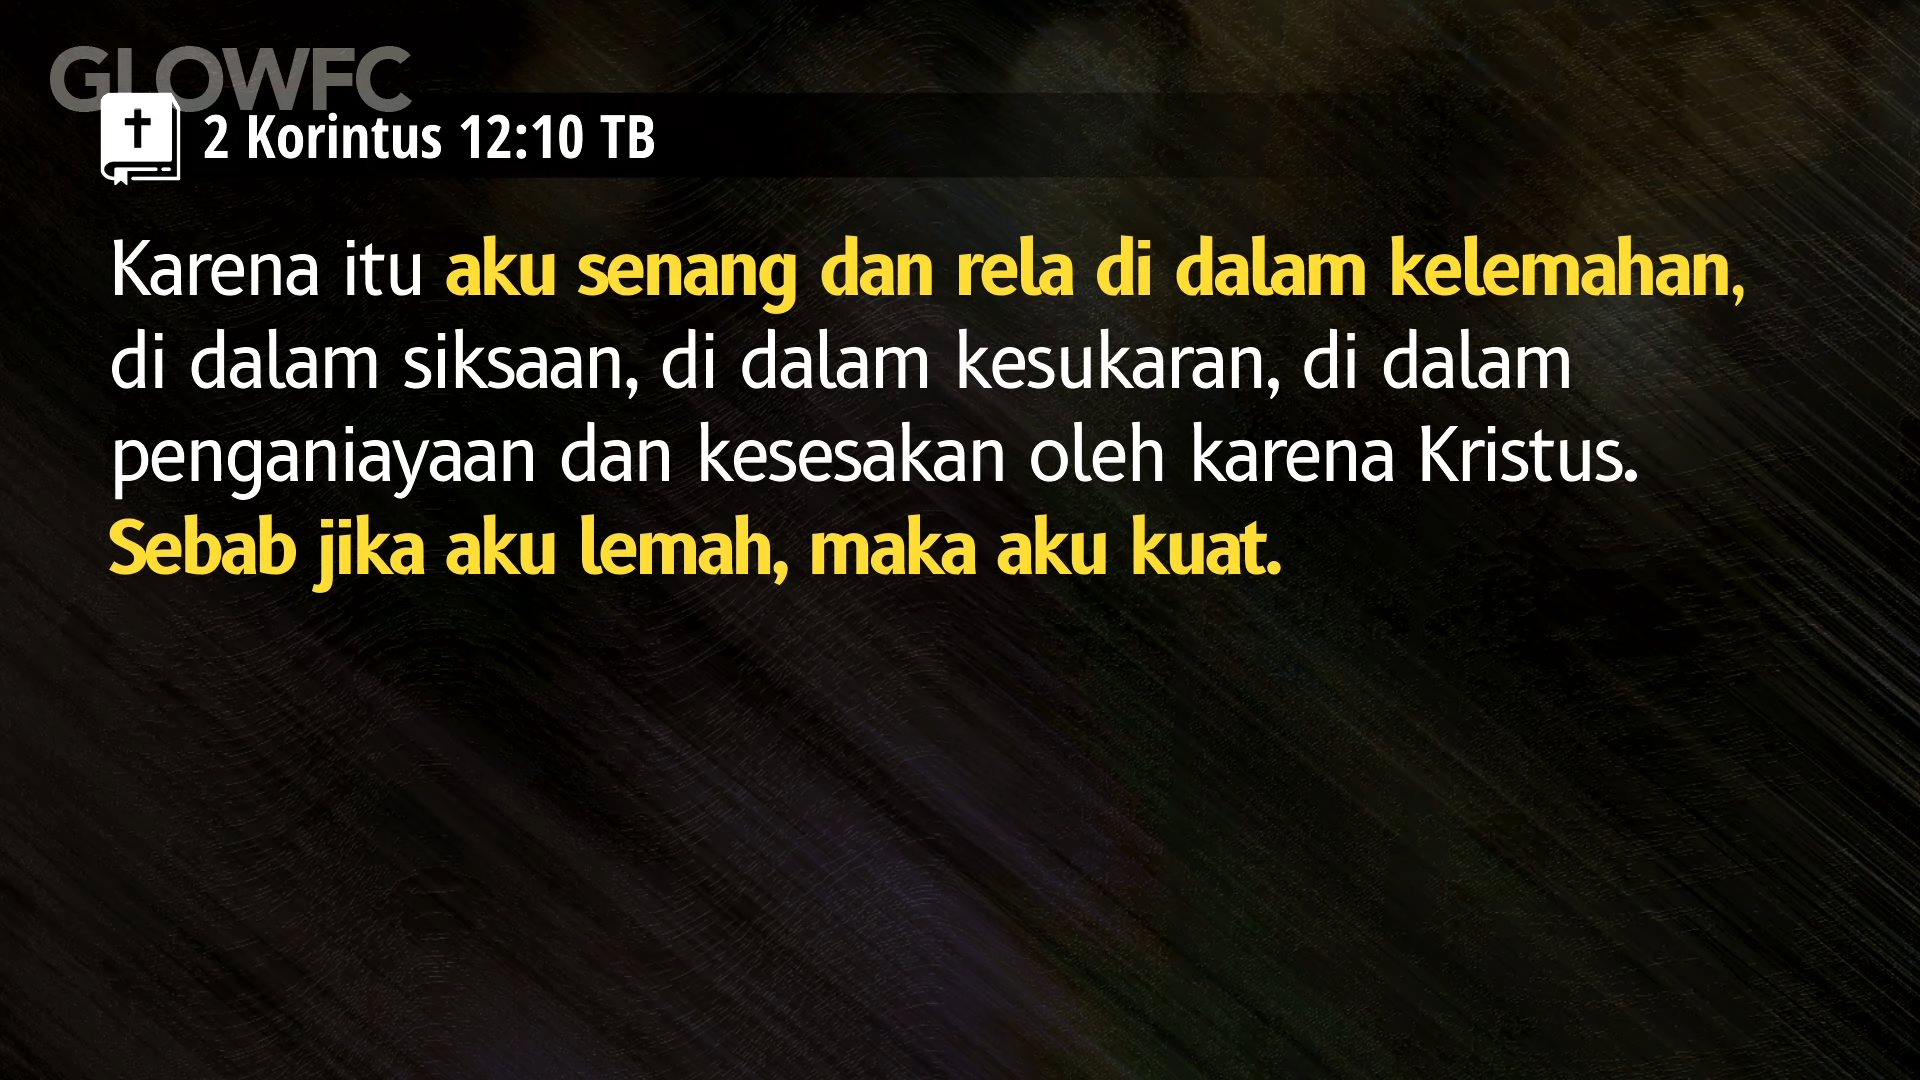 GLOWFC
2 Korintus 12:10 TB
Karena itu aku senang dan rela di dalam kelemahan,
di dalam siksaan, di dalam kesukaran, di dalam
penganiayaan dan kesesakan oleh karena Kristus.
Sebab jika aku lemah, maka aku kuat.